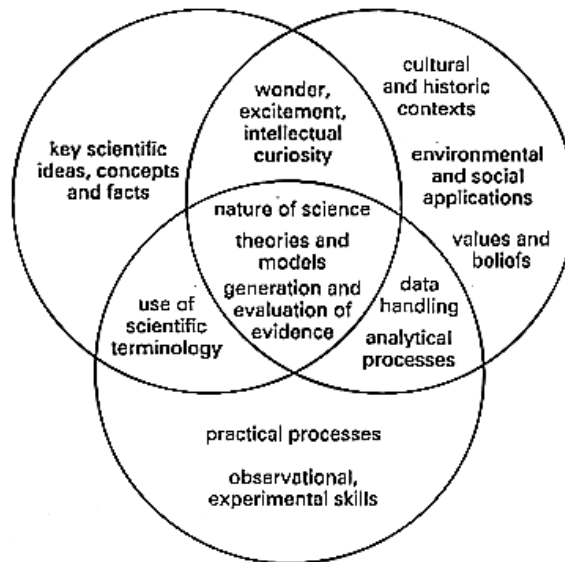 wonder,
excitement,
intellectual
curiosity
cultural
and historic
contexts
key scientific
ideas, concepts
and facts
environmental
and social
applications
values and
beliefs
nature of science
theories and
models
generation and
evaluation of
evidence
use of
scientific
terminology
data
handling
analytical
processes
practical processes
observational,
experimental skills